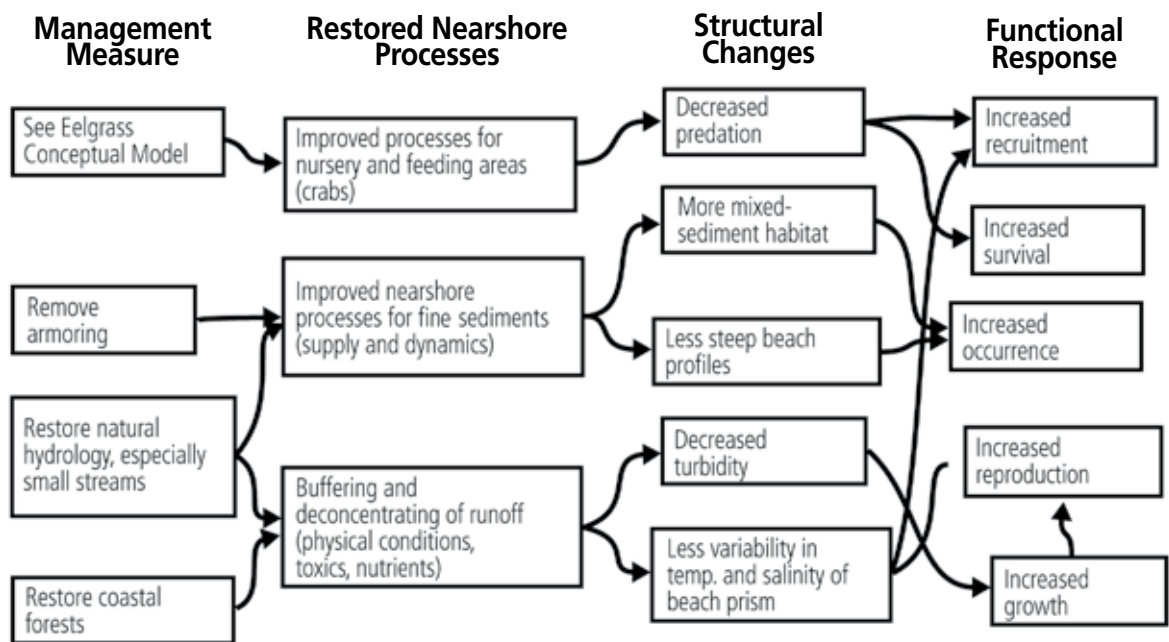 Management
Measure
Restored Nearshore
Processes
Structural
Changes
Functional
Response
See Eelgrass
Conceptual Model
Remove
armoring
Restore natural
hydrology, especially
small streams
Restore coastal
forests
Improved processes for
nursery and feeding areas
(crabs)
Improved nearshore
processes for fine sediments
(supply and dynamics)
Buffering and
deconcentrating of runoff
(physical conditions,
toxics, nutrients)
Decreased
predation
More mixed-
sediment habitat
Less steep beach
profiles
Decreased
turbidity
Less variability in
temp. and salinity of
beach prism
Increased
recruitment
Increased
survival
Increased
occurrence
Increased
reproduction
Increased
growth